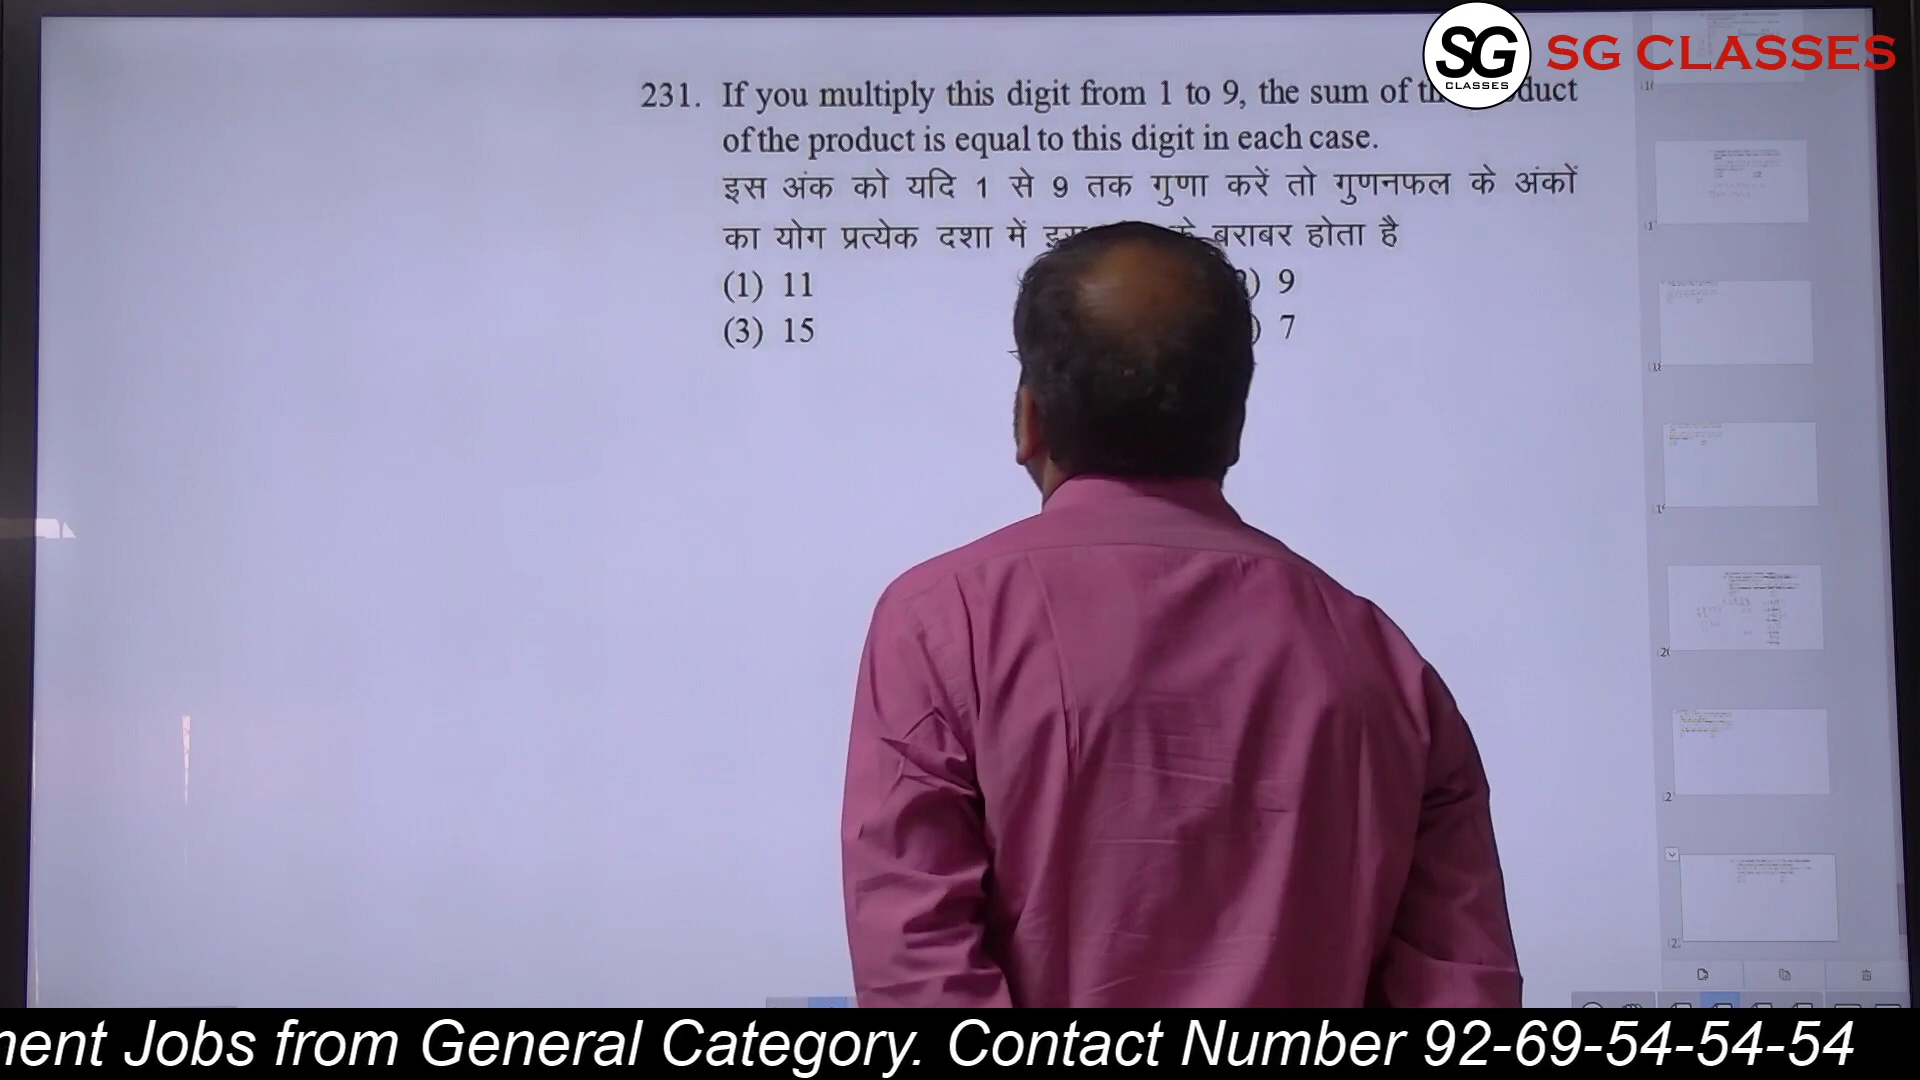 SG CLASSES
SG
CLASSES
231. If you multiply this digit from 1 to 9, the sum of
of the product is equal to this digit in each case.
इस अंक को यदि 1 से 9 तक गुणा करें तो गुणनफल के अंकों
का योग प्रत्येक दशा में बराबर होता है
(1) 11 9
(3) 15 7
Jobs from General Category. Contact Number 92-69-54-54-54